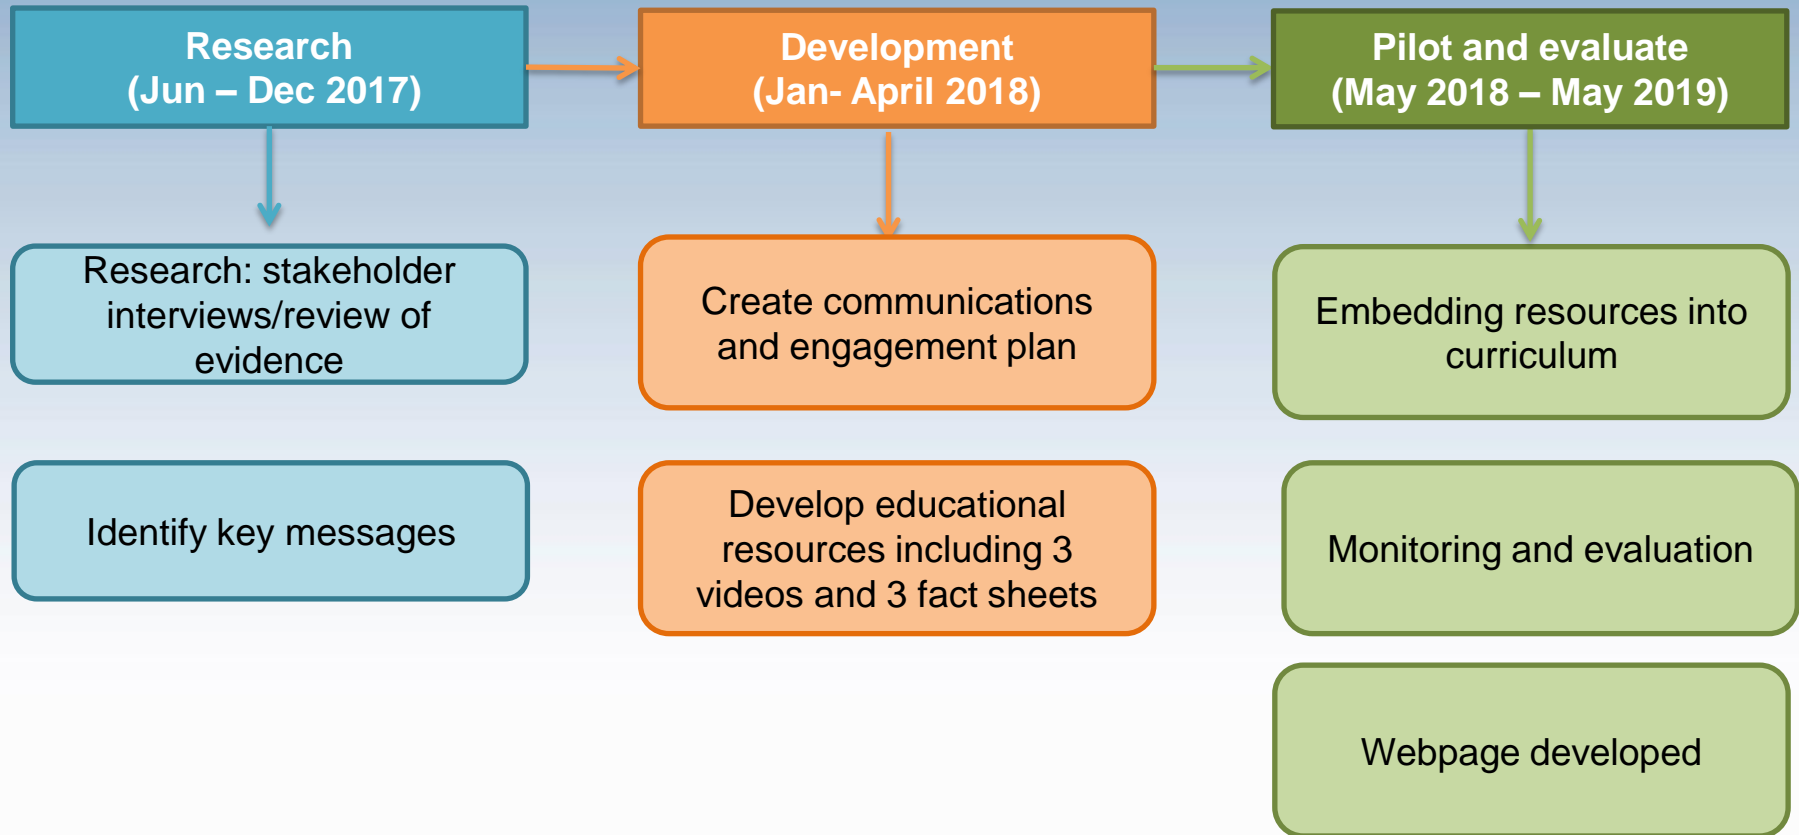 Research
(Jun – Dec 2017)
Development
(Jan- April 2018)
Pilot and evaluate
(May 2018 – May 2019)
Research: stakeholder
interviews/review of
evidence
Create communications
and engagement plan
Embedding resources into
curriculum
Identify key messages
Develop educational
resources including 3
videos and 3 fact sheets
Monitoring and evaluation
Webpage developed